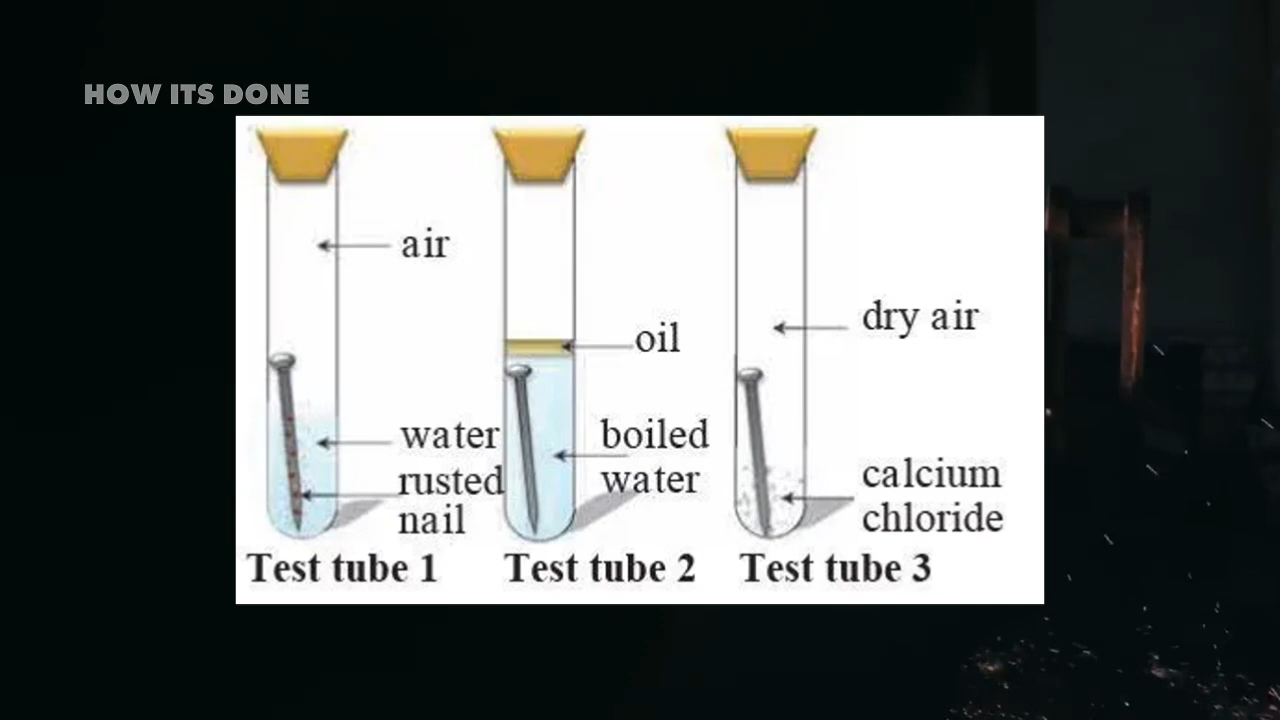 HOW ITS DONE
air
oil
dry air
water
boiled
rusted
water
calcium
nail
chloride
Test tube 1
Test tube 2
Test tube 3